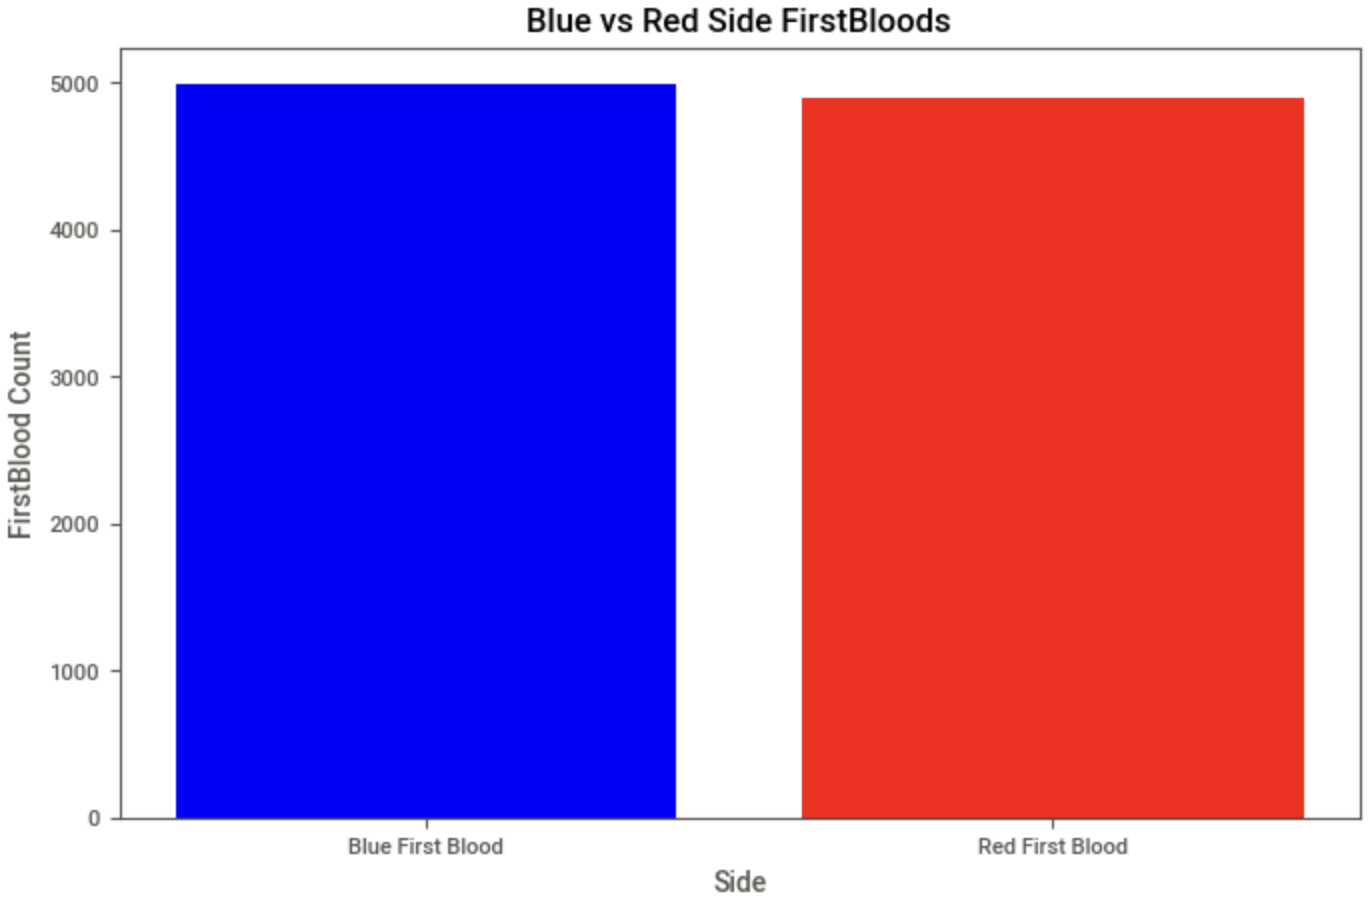 Blue vs Red Side FirstBloods
FirstBlood Count
5000
4000
3000
2000
1000
0
Blue First Blood
Red First Blood
Side